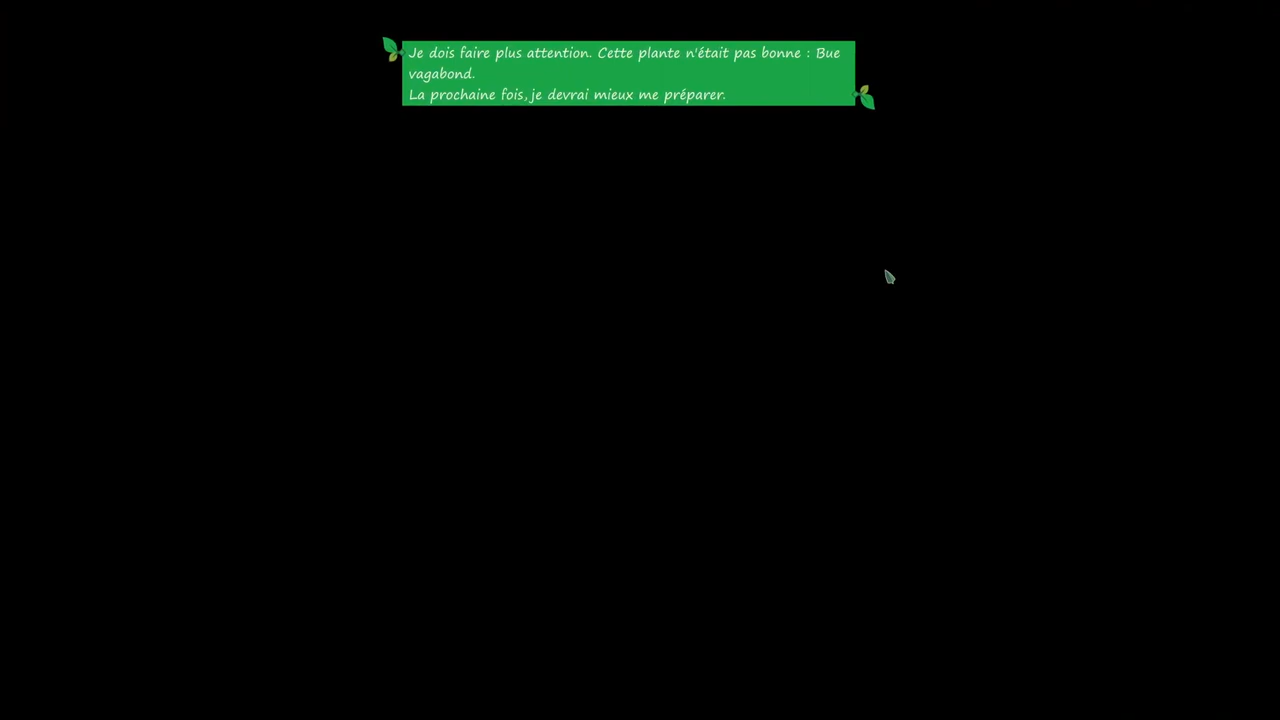 Je dois faire plus attention. Cette plante n'était pas bonne : Bue
vagabond.
La prochaine fois, je devrai mieux me préparer.